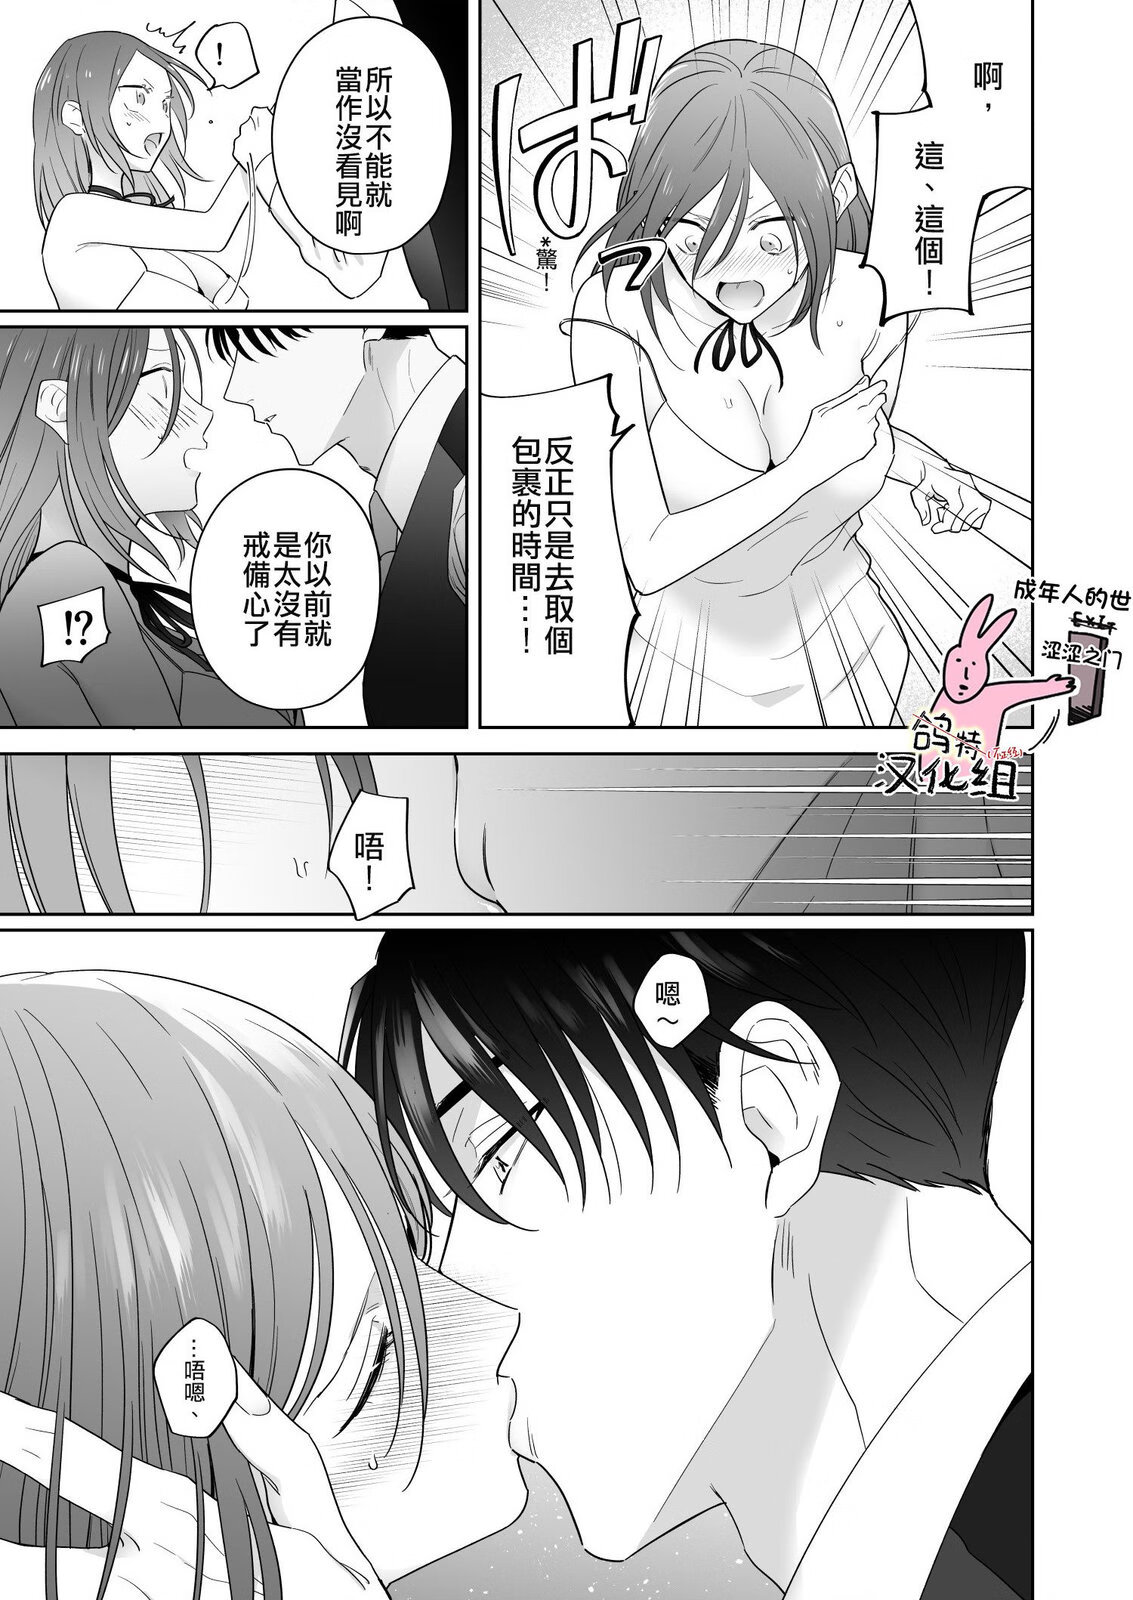 啊，
這、這個！
ばっ
*驚！
反正只是去取個
包裹的時間…！
所以不能就
當作沒看見啊
！
你以前就
是太沒有
戒備心了
!?
唔！
嗯～
…唔嗯、
成年人的世
EXIT
涩涩之门
鸽特
汉化组